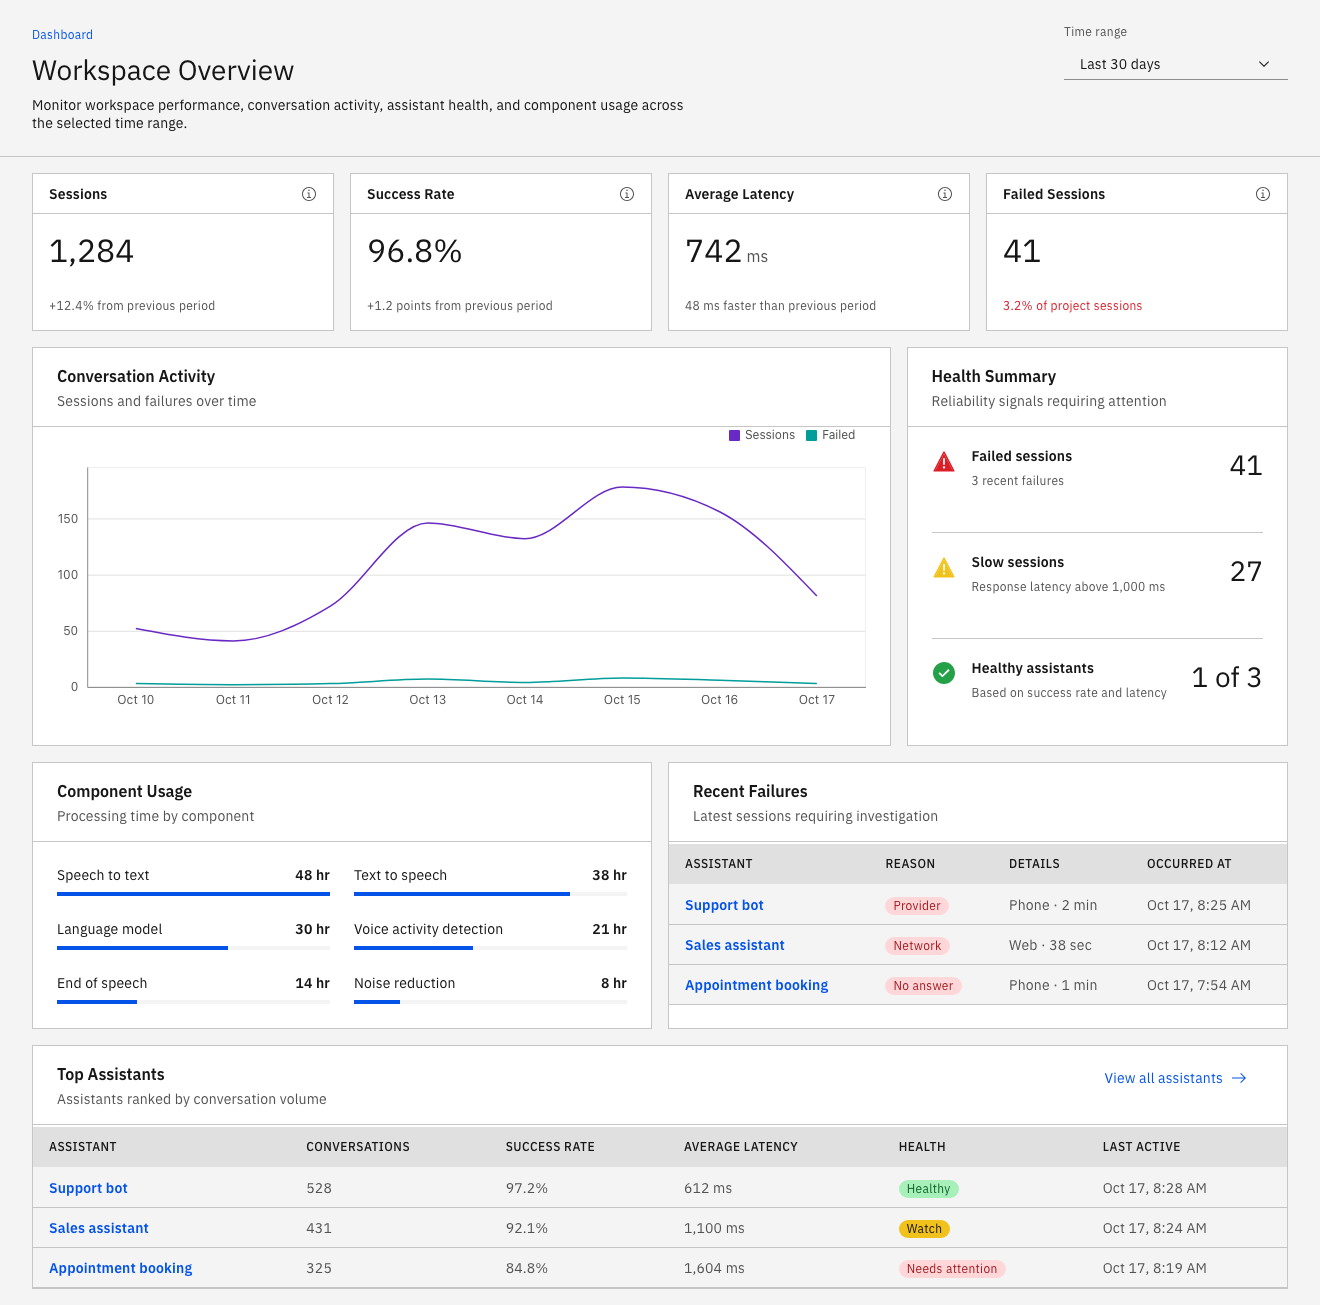 Dashboard
Time range
Workspace Overview
Last 30 days
Monitor workspace performance, conversation activity, assistant health, and component usage across
the selected time range.
Sessions
1,284
+12.4% from previous period
Success Rate
96.8%
+1.2 points from previous period
Average Latency
742 ms
48 ms faster than previous period
Failed Sessions
41
3.2% of project sessions
Conversation Activity
Sessions and failures over time
Sessions Failed
150
100
50
0
Oct 10 Oct 11 Oct 12 Oct 13 Oct 14 Oct 15 Oct 16 Oct 17
Health Summary
Reliability signals requiring attention
Failed sessions 41
3 recent failures
Slow sessions 27
Response latency above 1,000 ms
Healthy assistants 1 of 3
Based on success rate and latency
Component Usage
Processing time by component
Speech to text 48 hr Text to speech 38 hr
Language model 30 hr Voice activity detection 21 hr
End of speech 14 hr Noise reduction 8 hr
Recent Failures
Latest sessions requiring investigation
ASSISTANT REASON DETAILS OCCURRED AT
Support bot Provider Phone · 2 min Oct 17, 8:25 AM
Sales assistant Network Web · 38 sec Oct 17, 8:12 AM
Appointment booking No answer Phone · 1 min Oct 17, 7:54 AM
Top Assistants
Assistants ranked by conversation volume
View all assistants
ASSISTANT CONVERSATIONS SUCCESS RATE AVERAGE LATENCY HEALTH LAST ACTIVE
Support bot 528 97.2% 612 ms Healthy Oct 17, 8:28 AM
Sales assistant 431 92.1% 1,100 ms Watch Oct 17, 8:24 AM
Appointment booking 325 84.8% 1,604 ms Needs attention Oct 17, 8:19 AM